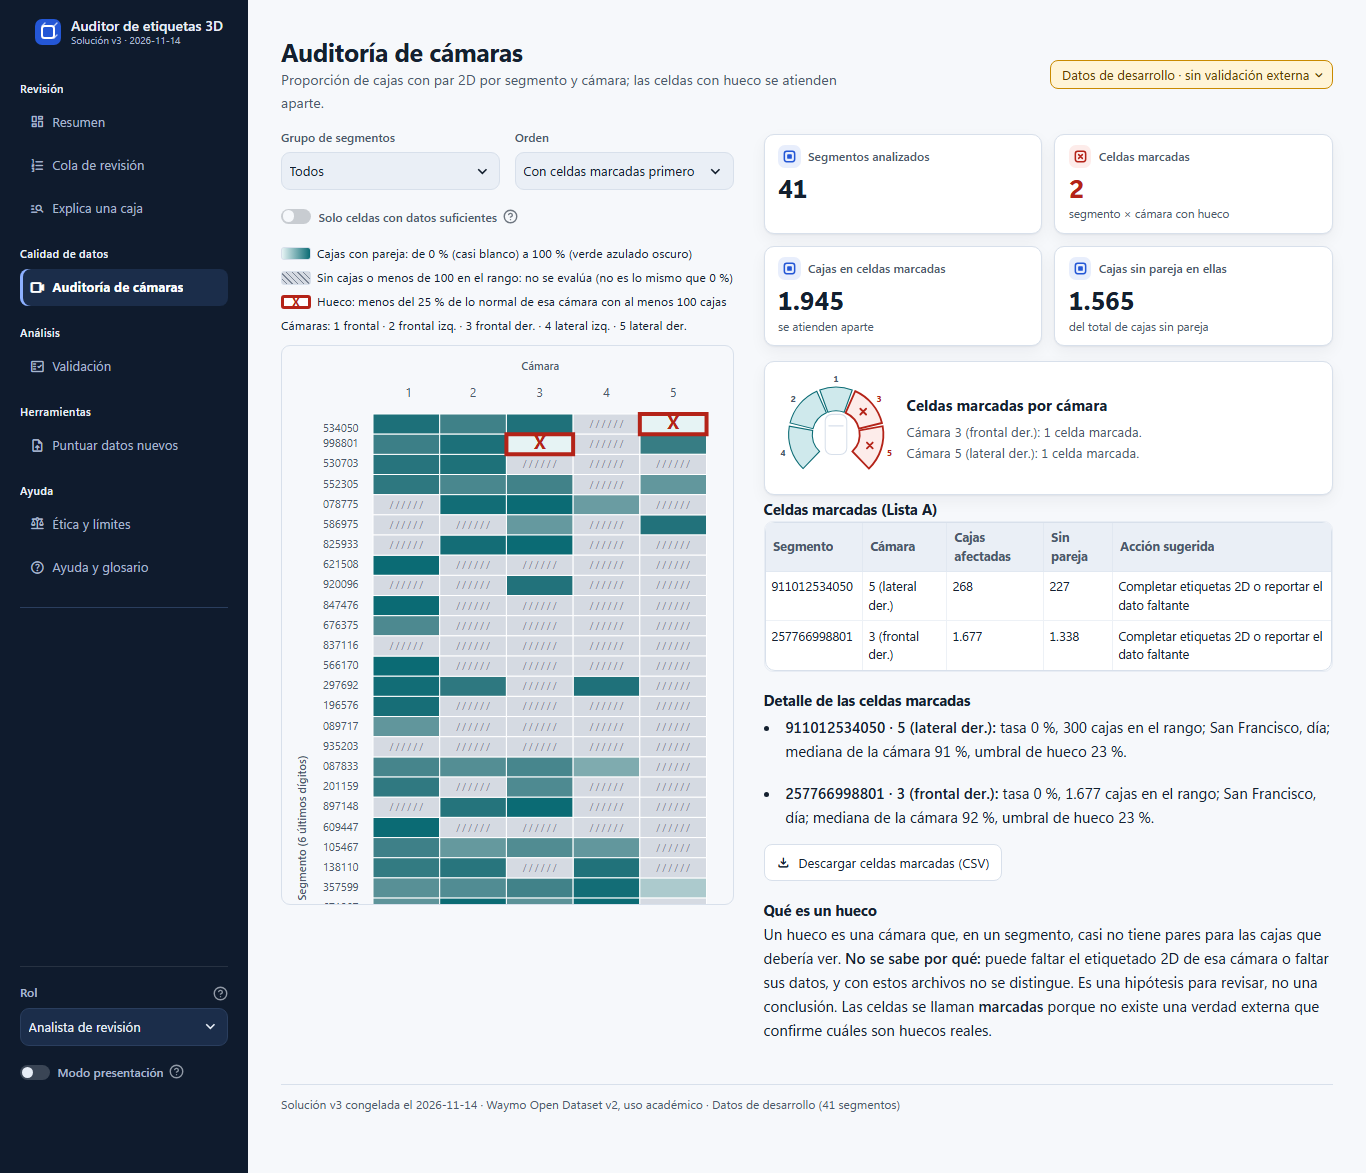 Auditor de etiquetas 3D
Solución v3 · 2026-11-14
Revisión
Resumen
Cola de revisión
Explica una caja
Calidad de datos
Auditoría de cámaras
Análisis
Validación
Herramientas
Puntuar datos nuevos
Ayuda
Ética y límites
Ayuda y glosario
Rol
Analista de revisión
Modo presentación
Auditoría de cámaras
Proporción de cajas con par 2D por segmento y cámara; las celdas con hueco se atienden
aparte.
Datos de desarrollo · sin validación externa
Grupo de segmentos
Todos
Orden
Con celdas marcadas primero
Solo celdas con datos suficientes
Cajas con pareja: de 0 % (casi blanco) a 100 % (verde azulado oscuro)
Sin cajas o menos de 100 en el rango: no se evalúa (no es lo mismo que 0 %)
X Hueco: menos del 25 % de lo normal de esa cámara con al menos 100 cajas
Cámaras: 1 frontal · 2 frontal izq. · 3 frontal der. · 4 lateral izq. · 5 lateral der.
Cámara
1 2 3 4 5
Segmento (6 últimos dígitos)
534050 ////// X
998801 X //////
530703 ////// ////// //////
552305 //////
078775 ////// //////
586975 ////// ////// //////
825933 ////// ////// //////
621508 ////// ////// ////// //////
920096 ////// ////// ////// //////
847476 ////// ////// ////// //////
676375 ////// ////// ////// //////
837116 ////// ////// ////// ////// //////
566170 ////// ////// ////// //////
297692 ////// //////
196576 ////// ////// ////// //////
089717 ////// ////// ////// //////
935203 ////// ////// ////// ////// //////
087833 //////
201159 ////// ////// //////
897148 ////// ////// //////
609447 ////// ////// ////// //////
105467 //////
138110 ////// //////
357599
Segmentos analizados
41
Celdas marcadas
2
segmento × cámara con hueco
Cajas en celdas marcadas
1.945
se atienden aparte
Cajas sin pareja en ellas
1.565
del total de cajas sin pareja
1
2
3
4
5
Celdas marcadas por cámara
Cámara 3 (frontal der.): 1 celda marcada.
Cámara 5 (lateral der.): 1 celda marcada.
Celdas marcadas (Lista A)
Segmento Cámara Cajas afectadas Sin pareja Acción sugerida
911012534050 5 (lateral der.) 268 227 Completar etiquetas 2D o reportar el dato faltante
257766998801 3 (frontal der.) 1.677 1.338 Completar etiquetas 2D o reportar el dato faltante
Detalle de las celdas marcadas
• 911012534050 · 5 (lateral der.): tasa 0 %, 300 cajas en el rango; San Francisco, día;
mediana de la cámara 91 %, umbral de hueco 23 %.
• 257766998801 · 3 (frontal der.): tasa 0 %, 1.677 cajas en el rango; San Francisco,
día; mediana de la cámara 92 %, umbral de hueco 23 %.
Descargar celdas marcadas (CSV)
Qué es un hueco
Un hueco es una cámara que, en un segmento, casi no tiene pares para las cajas que
debería ver. No se sabe por qué: puede faltar el etiquetado 2D de esa cámara o faltar
sus datos, y con estos archivos no se distingue. Es una hipótesis para revisar, no una
conclusión. Las celdas se llaman marcadas porque no existe una verdad externa que
confirme cuáles son huecos reales.
Solución v3 congelada el 2026-11-14 · Waymo Open Dataset v2, uso académico · Datos de desarrollo (41 segmentos)